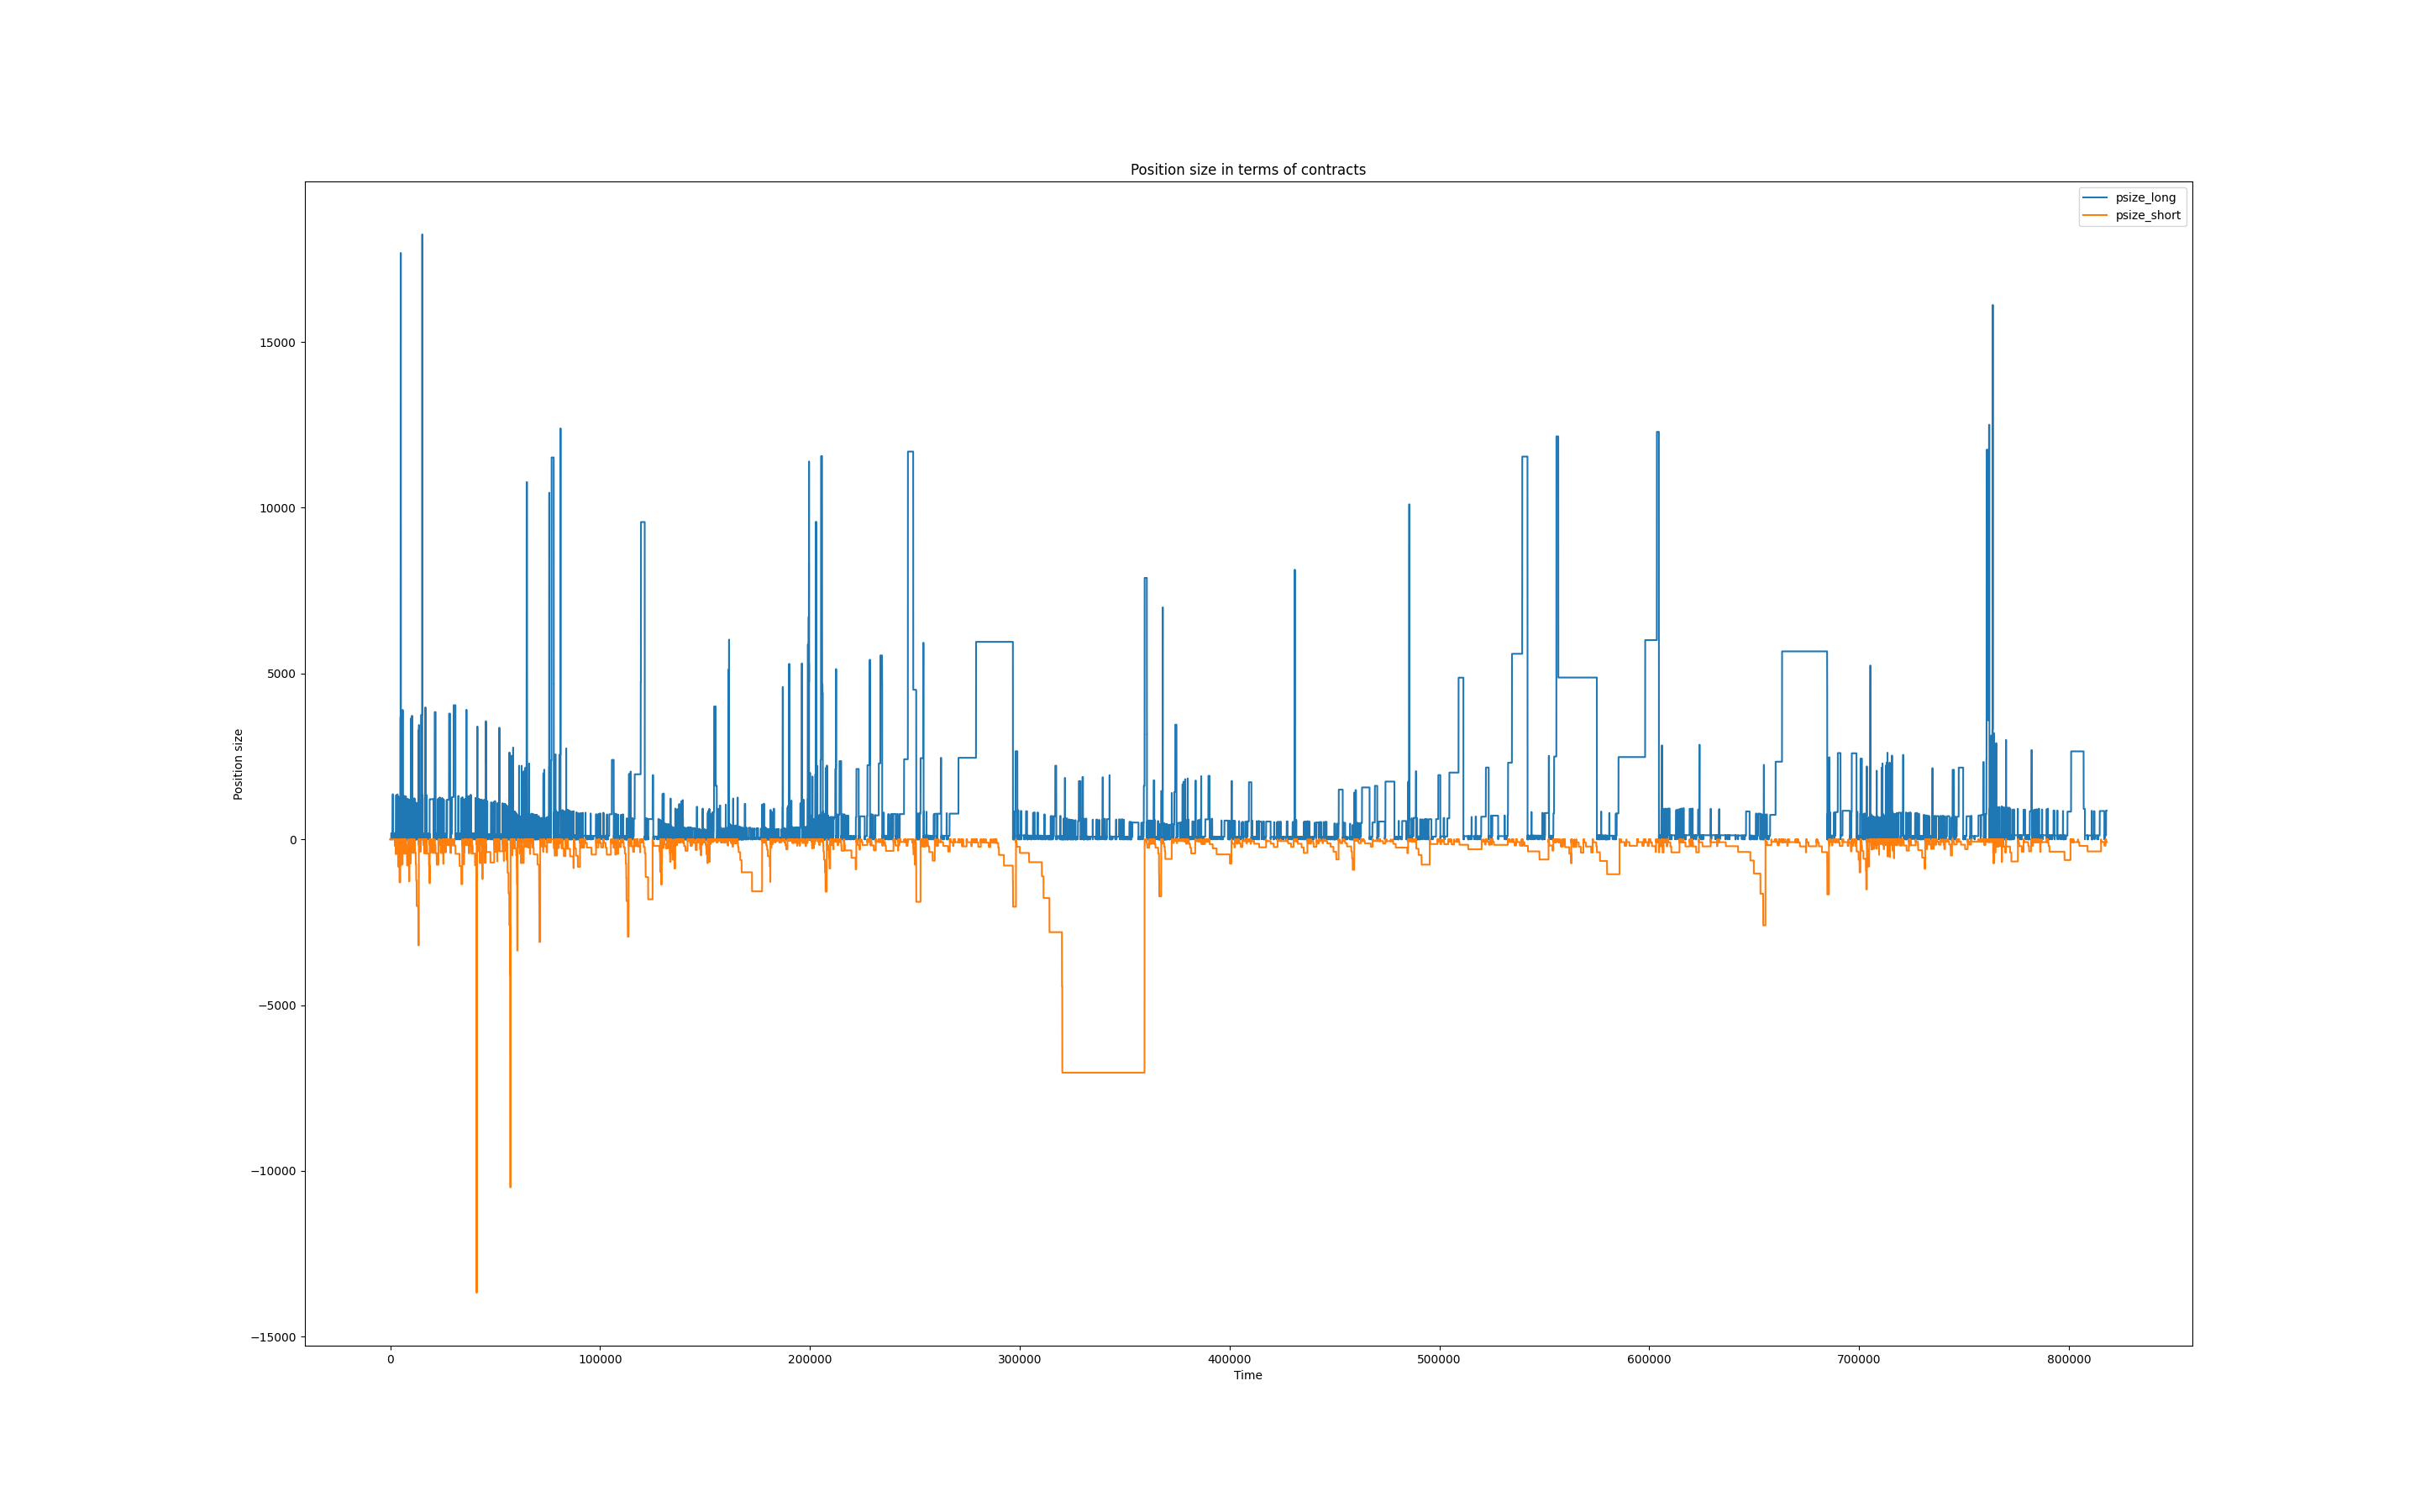 Position size in terms of contracts
psize_long
psize_short
15000
10000
5000
0
−5000
−10000
−15000
Position size
0 100000 200000 300000 400000 500000 600000 700000 800000
Time